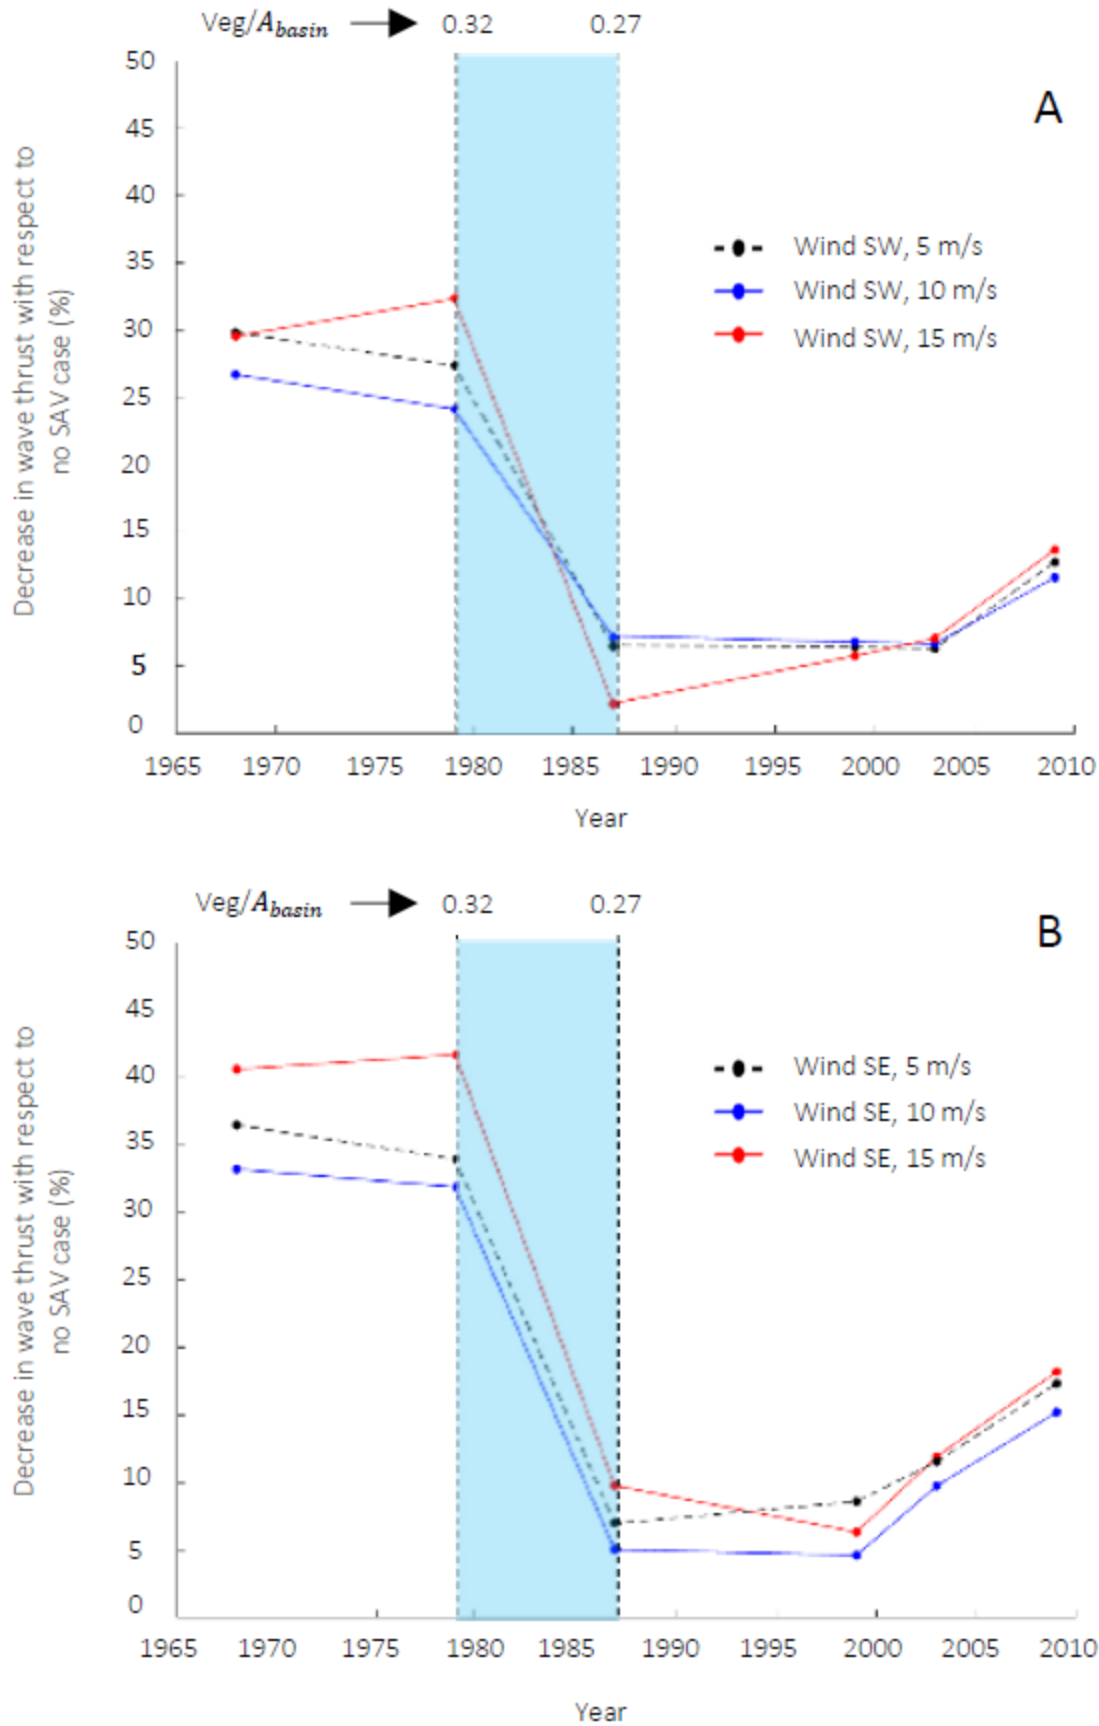 Veg/A_basin 0.32 0.27
A
50
45
40
35
30
25
20
15
10
5
0
Decrease in wave thrust with respect to
no SAV case (%)
Wind SW, 5 m/s
Wind SW, 10 m/s
Wind SW, 15 m/s
1965 1970 1975 1980 1985 1990 1995 2000 2005 2010
Year
Veg/A_basin 0.32 0.27
B
50
45
40
35
30
25
20
15
10
5
0
Decrease in wave thrust with respect to
no SAV case (%)
Wind SE, 5 m/s
Wind SE, 10 m/s
Wind SE, 15 m/s
1965 1970 1975 1980 1985 1990 1995 2000 2005 2010
Year